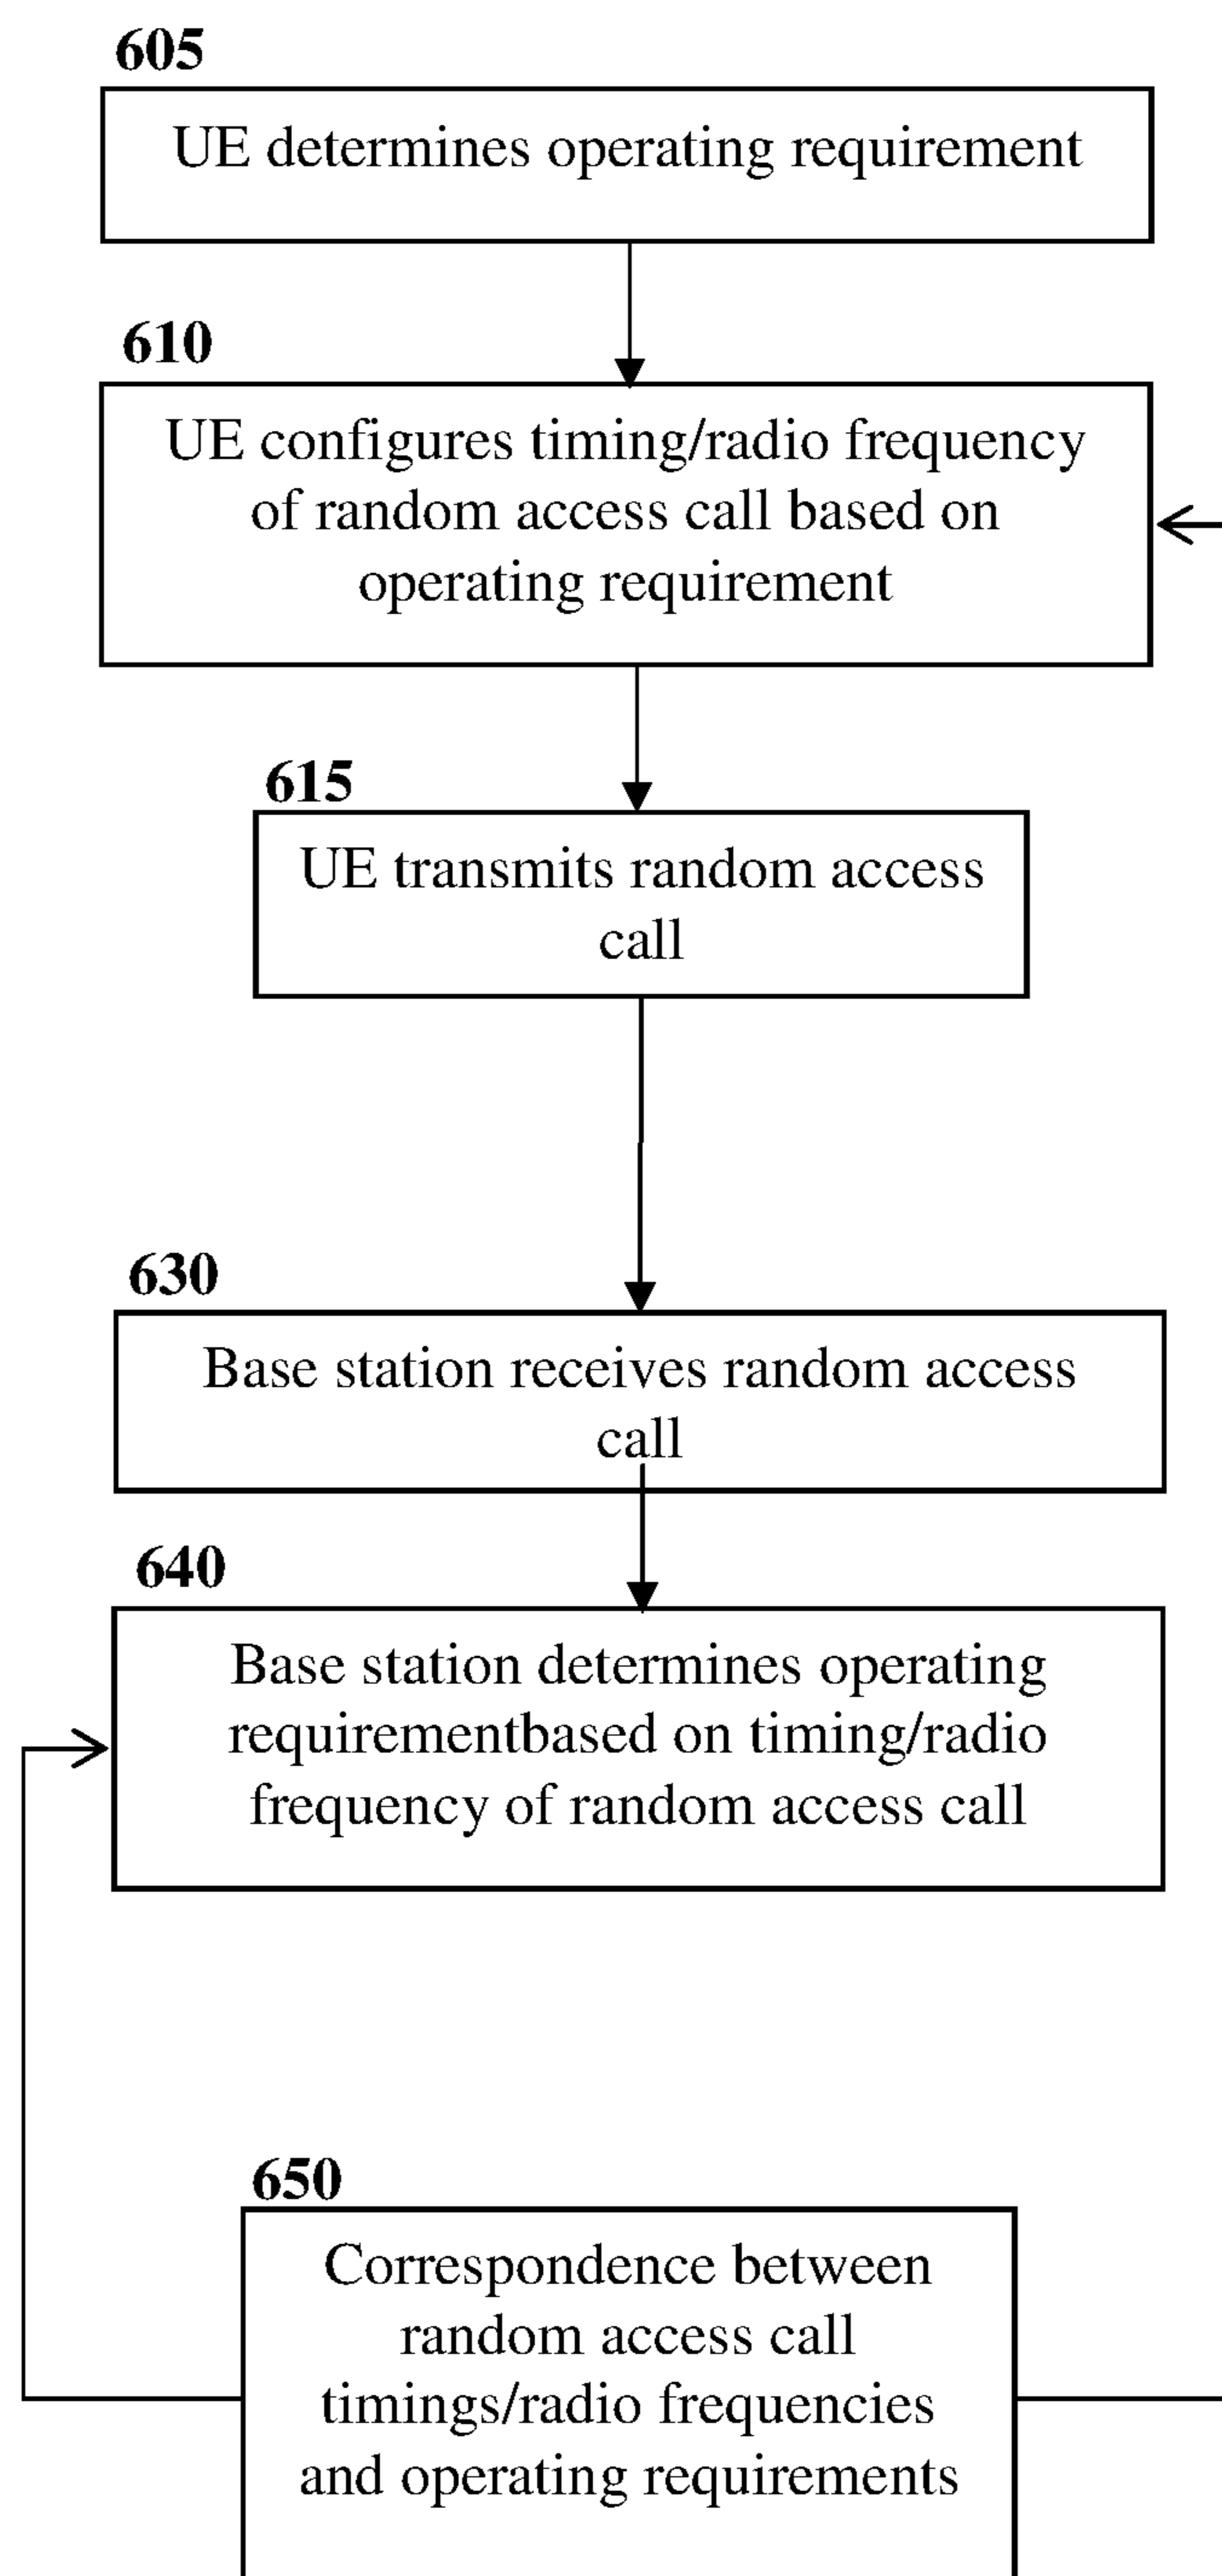 605
UE determines operating requirement
610
UE configures timing/radio frequency
of random access call based on
operating requirement
615
UE transmits random access
call
630
Base station receives random access
call
640
Base station determines operating
requirementbased on timing/radio
frequency of random access call
650
Correspondence between
random access call
timings/radio frequencies
and operating requirements